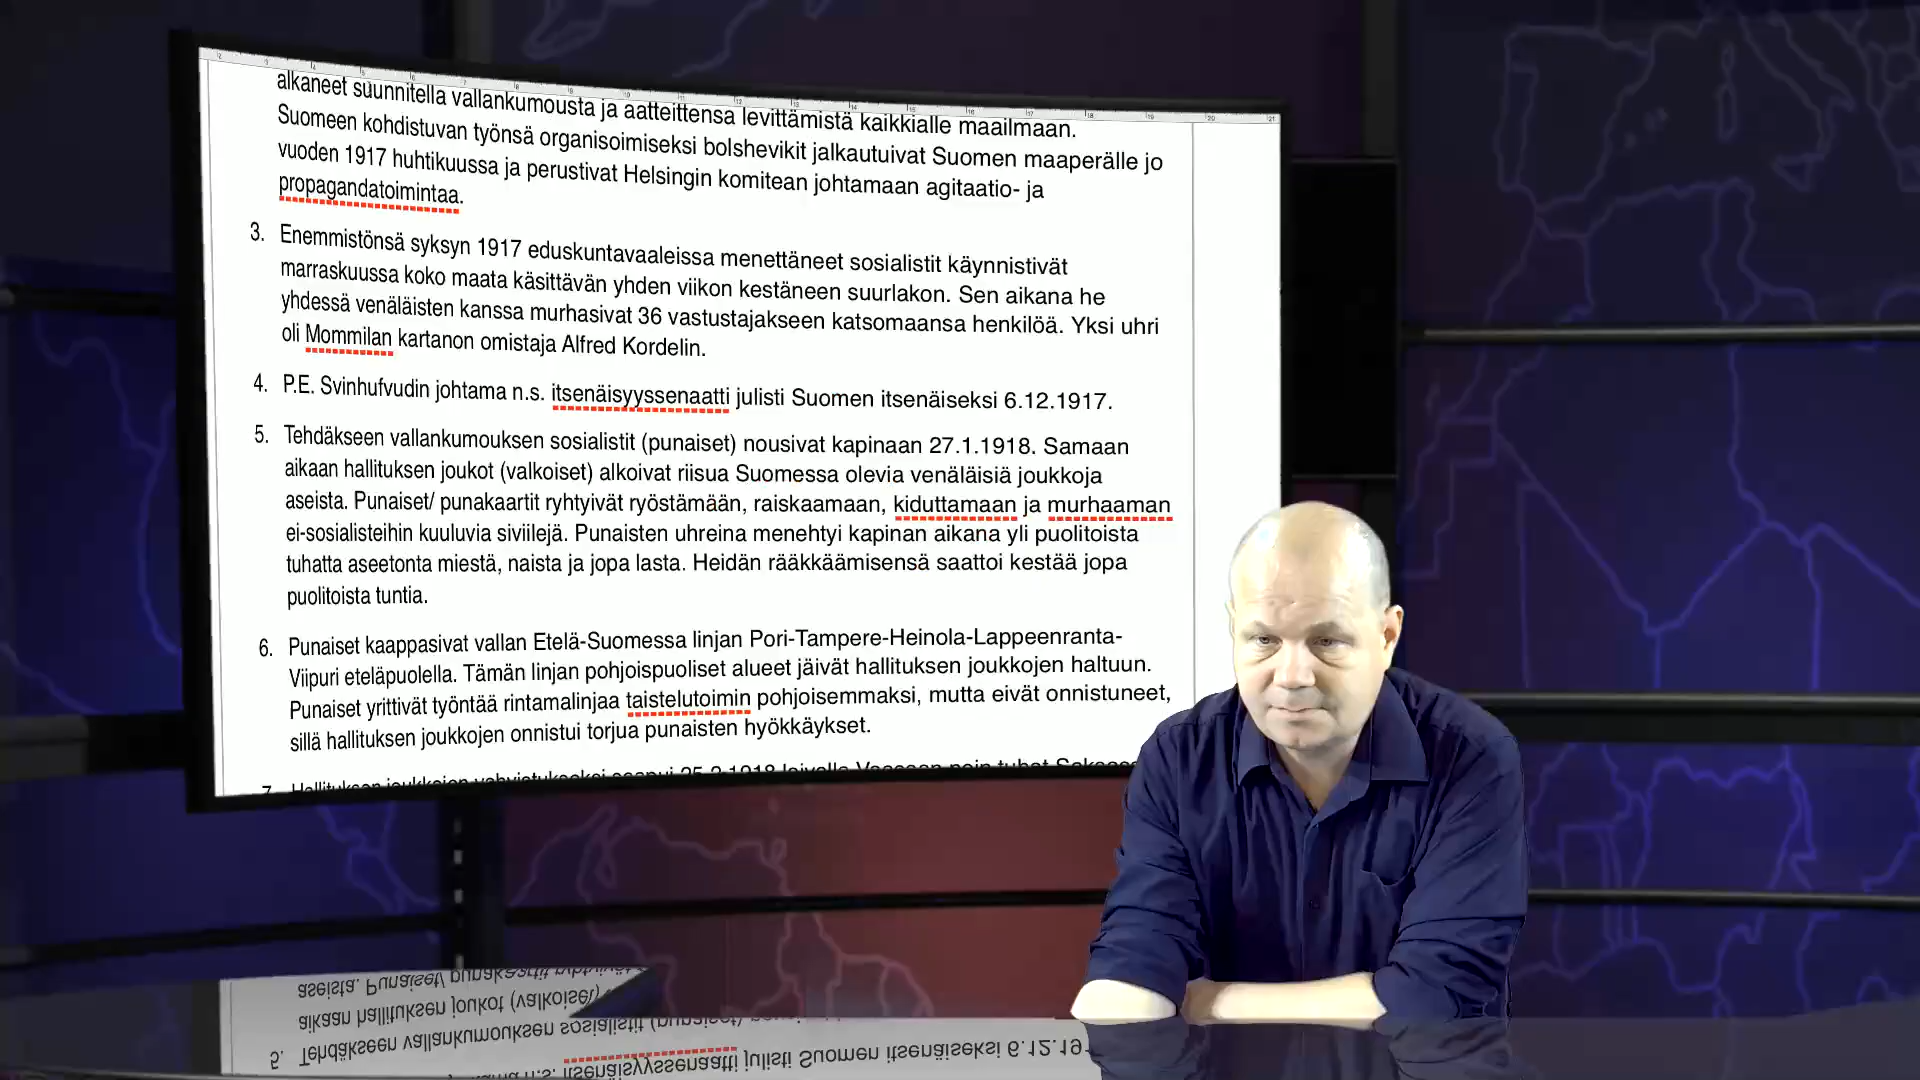 alkaneet suunnitella vallankumousta ja aatteittensa levittämistä kaikkialle maailmaan.
Suomeen kohdistuvan työnsä organisoimiseksi bolshevikit jalkautuivat Suomen maaperälle jo
vuoden 1917 huhtikuussa ja perustivat Helsingin komitean johtamaan agitaatio- ja
propagandatoimintaa.
3. Enemmistönsä syksyn 1917 eduskuntavaaleissa menettäneet sosialistit käynnistivät
marraskuussa koko maata käsittävän yhden viikon kestäneen suurlakon. Sen aikana he
yhdessä venäläisten kanssa murhasivat 36 vastustajakseen katsomaansa henkilöä. Yksi uhri
oli Mommilan kartanon omistaja Alfred Kordelin.
4. P.E. Svinhufvudin johtama n.s. itsenäisyyssenaatti julisti Suomen itsenäiseksi 6.12.1917.
5. Tehdäkseen vallankumouksen sosialistit (punaiset) nousivat kapinaan 27.1.1918. Samaan
aikaan hallituksen joukot (valkoiset) alkoivat riisua Suomessa olevia venäläisiä joukkoja
aseista. Punaiset/ punakaartit ryhtyivät ryöstämään, raiskaamaan, kiduttamaan ja murhaaman
ei-sosialisteihin kuuluvia siviilejä. Punaisten uhreina menehtyi kapinan aikana yli puolitoista
tuhatta aseetonta miestä, naista ja jopa lasta. Heidän rääkkäämisensä saattoi kestää jopa
puolitoista tuntia.
6. Punaiset kaappasivat vallan Etelä-Suomessa linjan Pori-Tampere-Heinola-Lappeenranta-
Viipuri eteläpuolella. Tämän linjan pohjoispuoliset alueet jäivät hallituksen joukkojen haltuun.
Punaiset yrittivät työntää rintamalinjaa taistelutoimin pohjoisemmaksi, mutta eivät onnistuneet,
sillä hallituksen joukkojen onnistui torjua punaisten hyökkäykset.
7. Hallituksen joukkojen